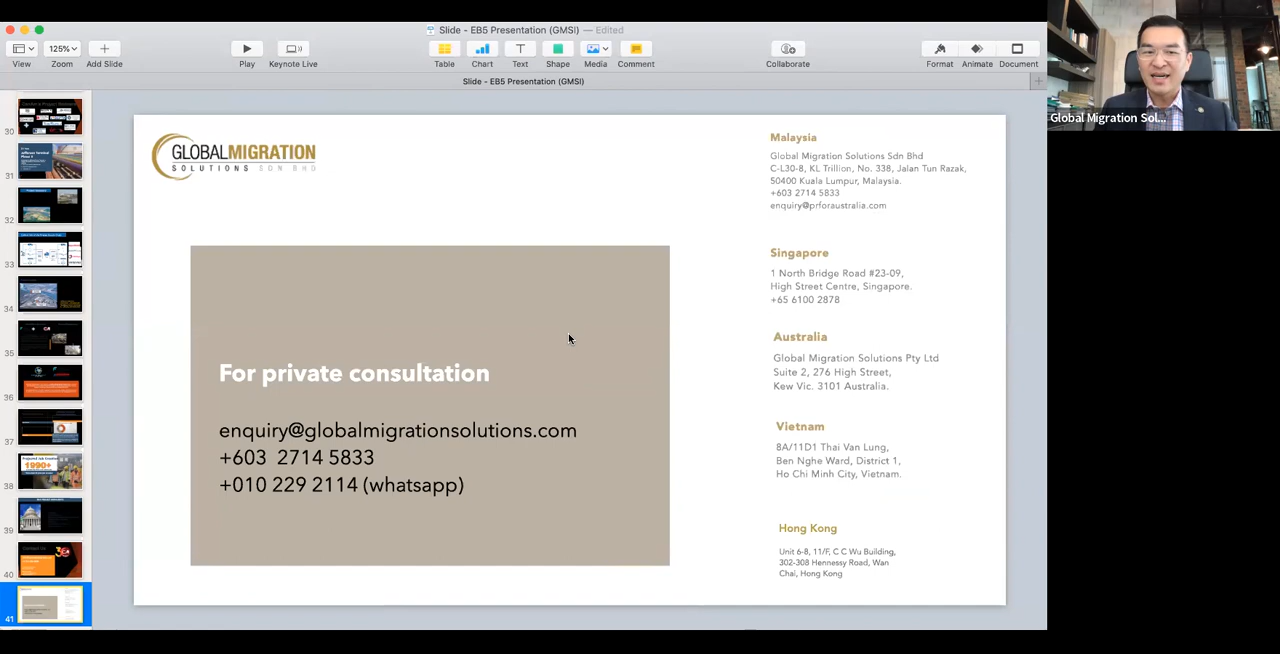 Slide - EB5 Presentation (GMSI) — Edited
125%
View
Zoom
Add Slide
Play
Keynote Live
Table
Chart
Text
Shape
Media
Comment
Collaborate
Format
Animate
Document
Slide - EB5 Presentation (GMSI)
30
31
32
33
34
35
36
37
38
1990+
39
40
41
GLOBALMIGRATION
SOLUTIONS SDN BHD
For private consultation
enquiry@globalmigrationsolutions.com
+603 2714 5833
+010 229 2114 (whatsapp)
Malaysia
Global Migration Solutions Sdn Bhd
C-L30-8, KL Trillion, No. 338, Jalan Tun Razak,
50400 Kuala Lumpur, Malaysia.
+603 2714 5833
enquiry@prforaustralia.com
Singapore
1 North Bridge Road #23-09,
High Street Centre, Singapore.
+65 6100 2878
Australia
Global Migration Solutions Pty Ltd
Suite 2, 276 High Street,
Kew Vic. 3101 Australia.
Vietnam
8A/11D1 Thai Van Lung,
Ben Nghe Ward, District 1,
Ho Chi Minh City, Vietnam.
Hong Kong
Unit 6-8, 11/F, C C Wu Building,
302-308 Hennessy Road, Wan
Chai, Hong Kong
Global Migration Sol...